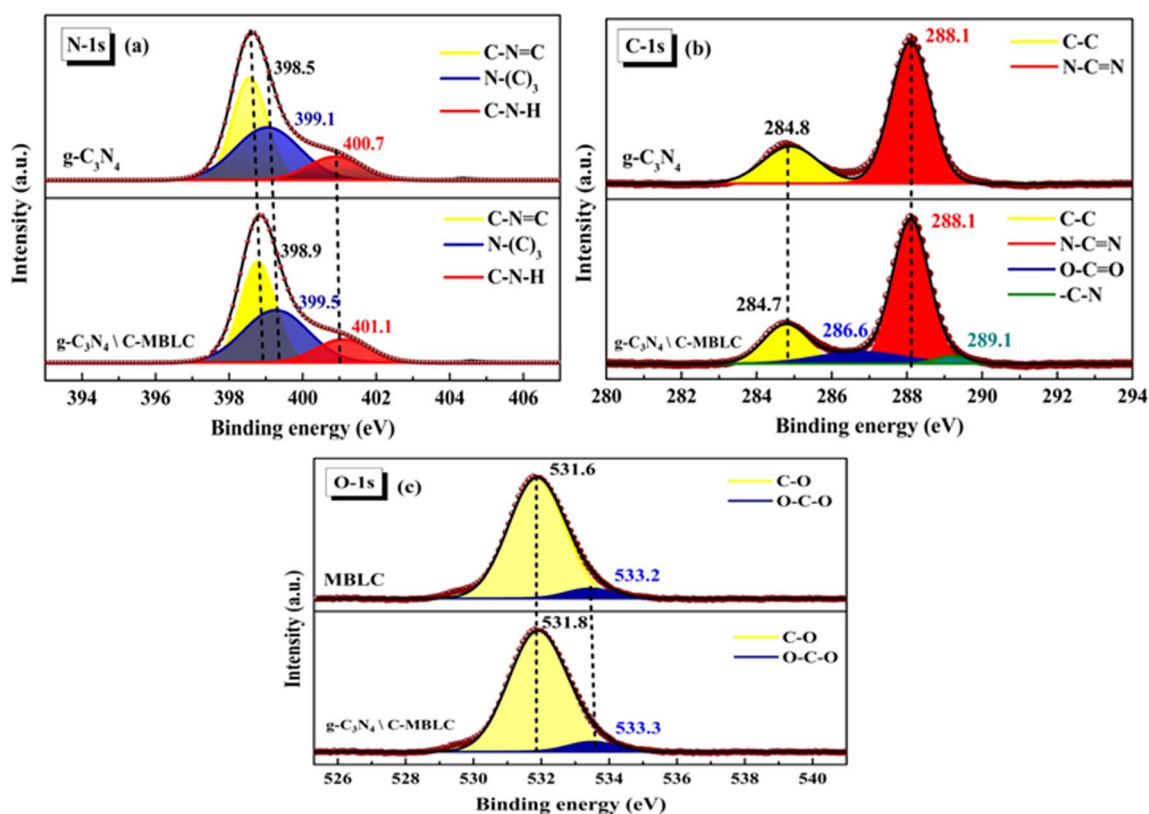 N-1s (a)
C-N=C
N-(C)₃
C-N-H
398.5
399.1
400.7
g-C₃N₄
C-N=C
N-(C)₃
C-N-H
398.9
399.5
401.1
g-C₃N₄ \ C-MBLC
Intensity (a.u.)
394 396 398 400 402 404 406
Binding energy (eV)
C-1s (b)
288.1
C-C
N-C=N
284.8
g-C₃N₄
288.1
C-C
N-C=N
O-C=O
-C-N
284.7
286.6
289.1
g-C₃N₄ \ C-MBLC
Intensity (a.u.)
280 282 284 286 288 290 292 294
Binding energy (eV)
O-1s (c)
531.6
C-O
O-C-O
533.2
MBLC
531.8
C-O
O-C-O
533.3
g-C₃N₄ \ C-MBLC
Intensity (a.u.)
526 528 530 532 534 536 538 540
Binding energy (eV)